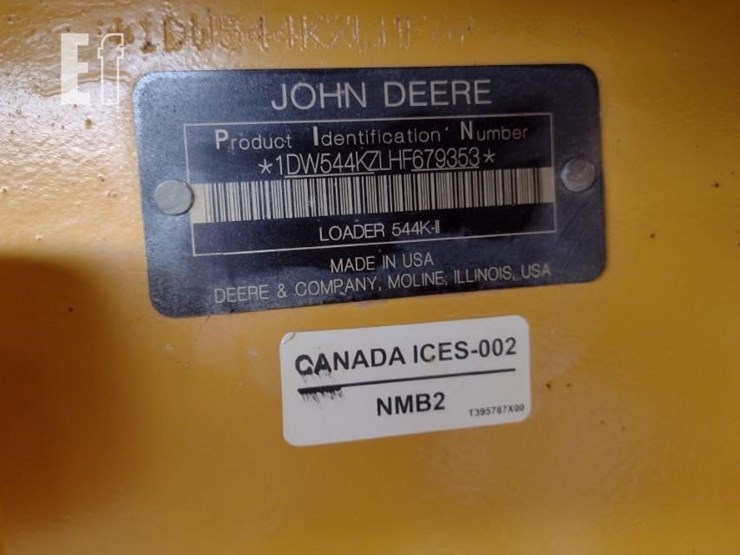 Ef
JOHN DEERE
Product Identification Number
*1DW544KZLHF679353*
LOADER 544K-II
MADE IN USA
DEERE & COMPANY, MOLINE, ILLINOIS, USA
CANADA ICES-002
NMB2
T395787X00